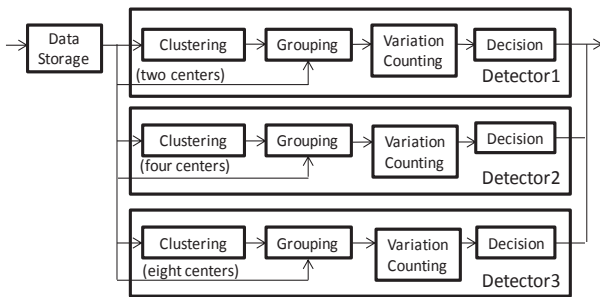 Data
Storage
Clustering
Grouping
Variation
Counting
Decision
(two centers)
Detector1
Clustering
Grouping
Variation
Counting
Decision
(four centers)
Detector2
Clustering
Grouping
Variation
Counting
Decision
(eight centers)
Detector3